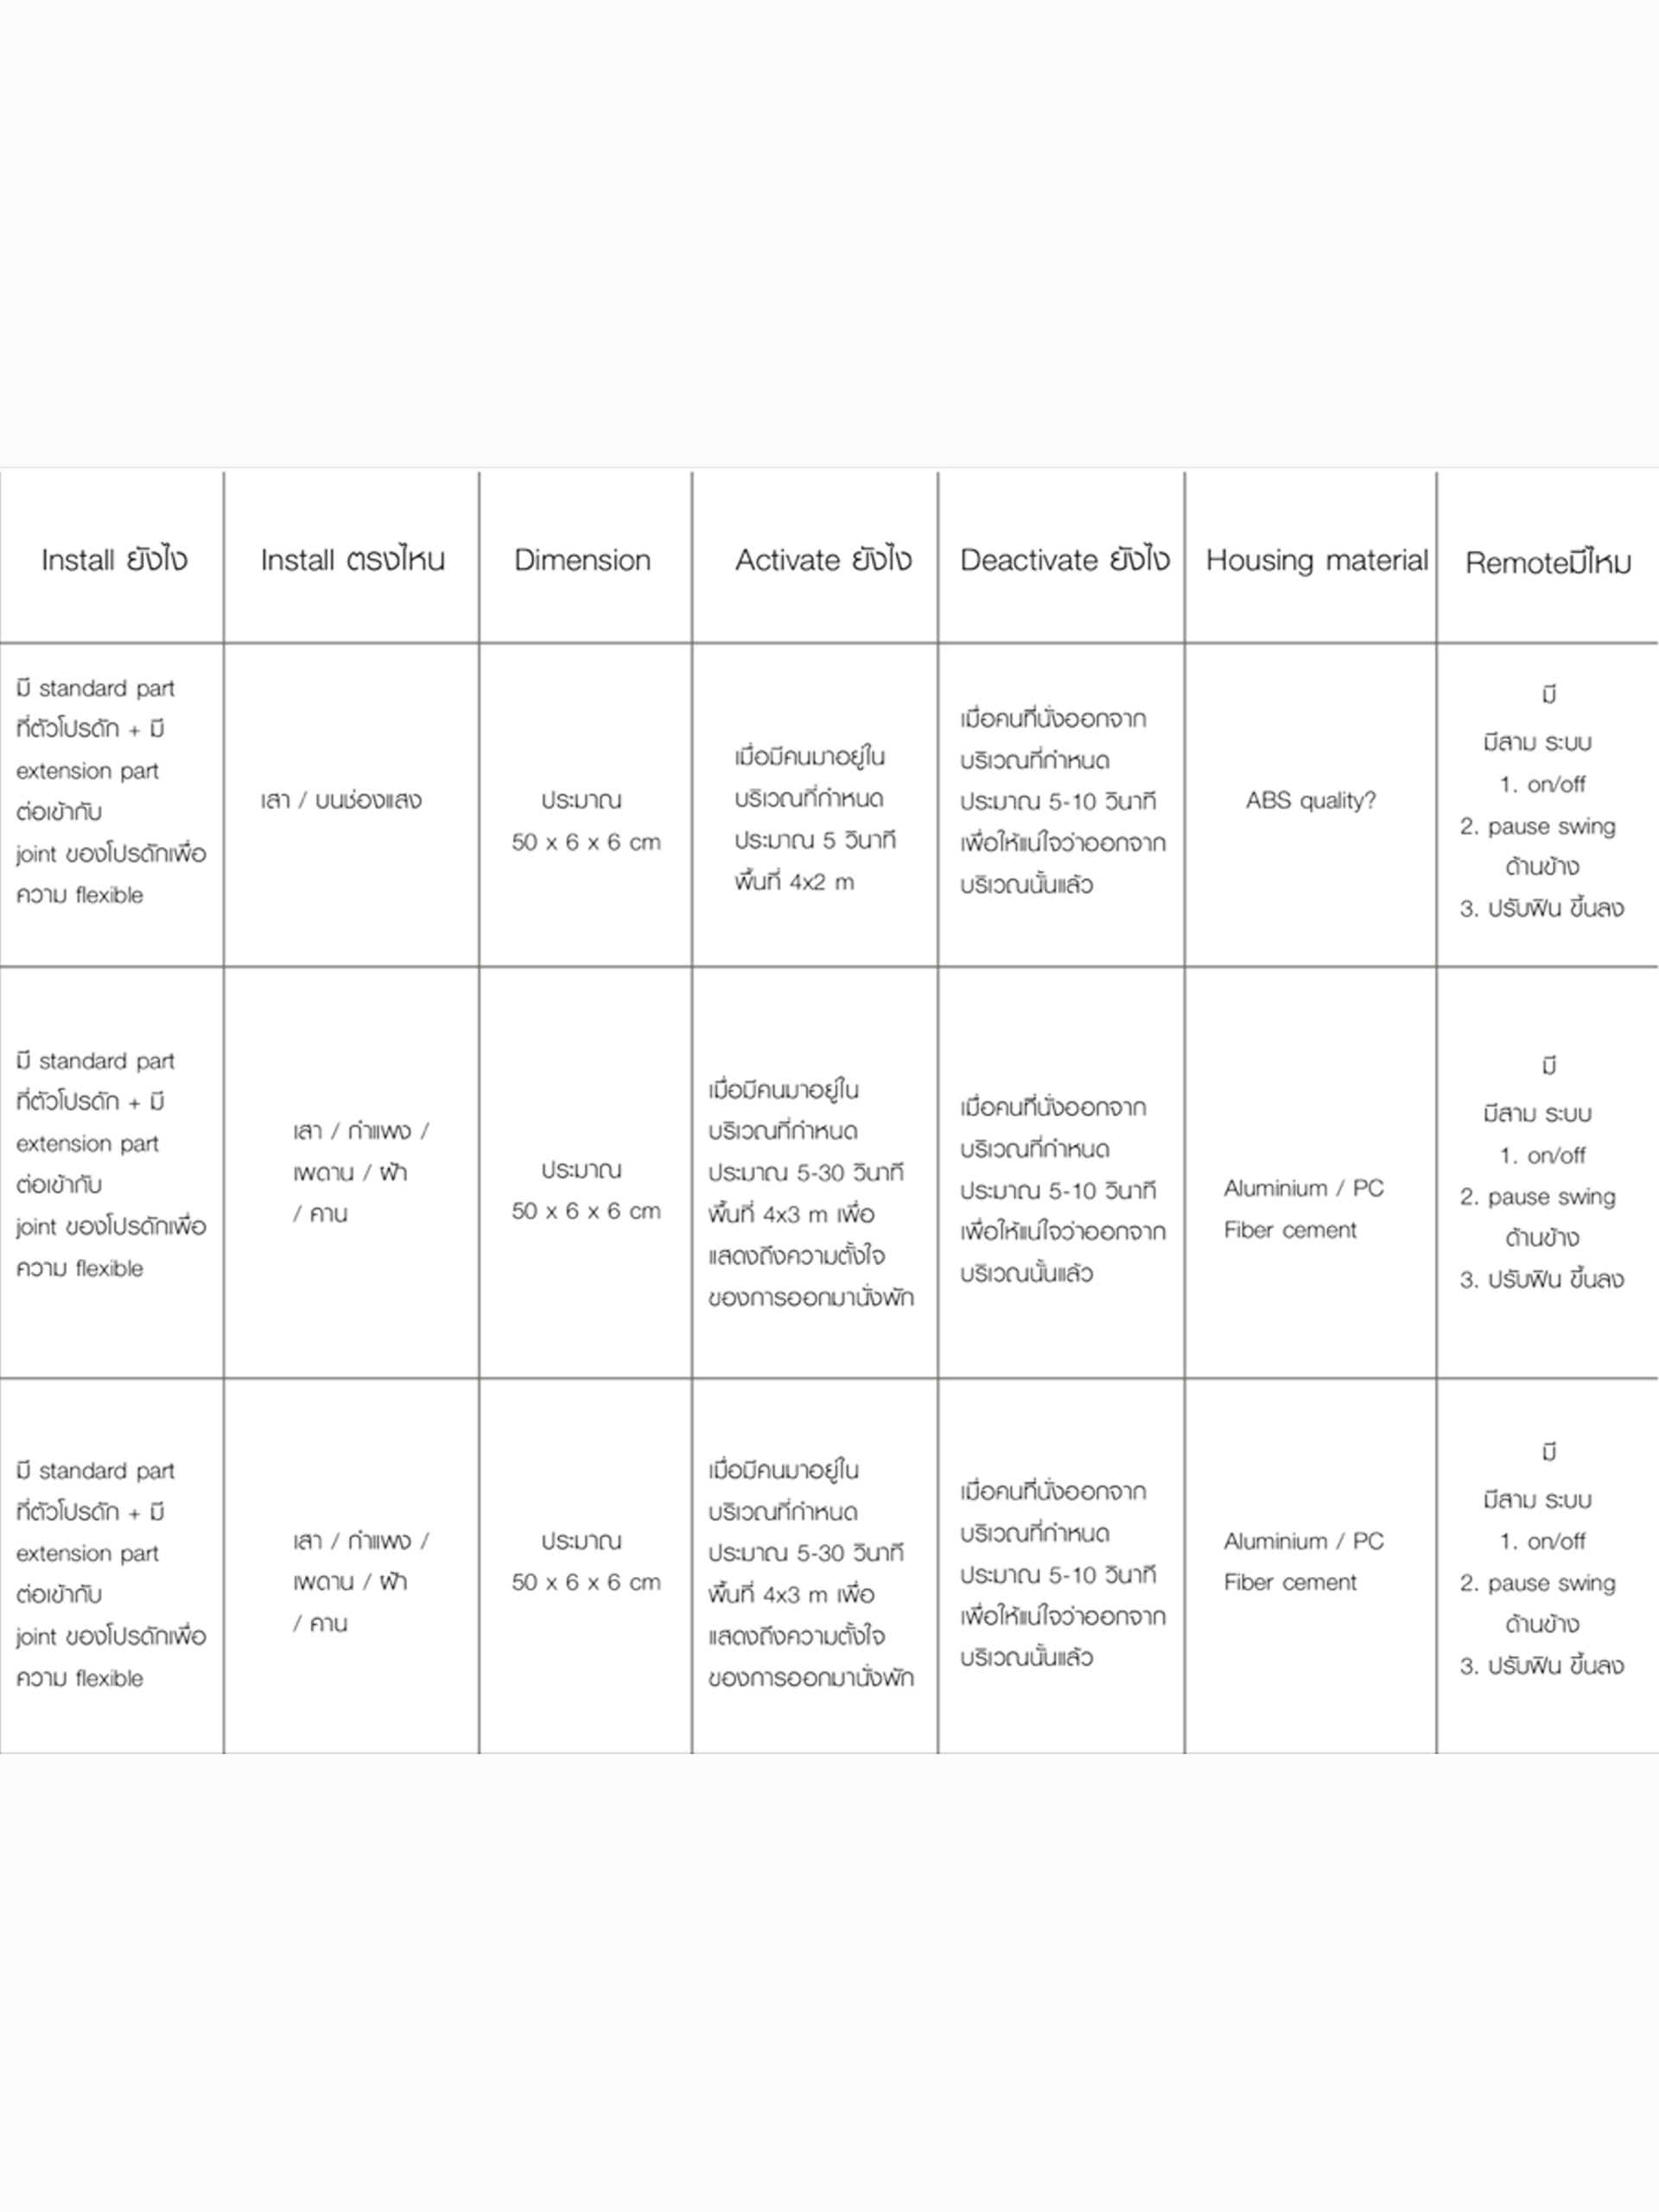 Install ยังไง
Install ตรงไหน
Dimension
Activate ยังไง
Deactivate ยังไง
Housing material
Remoteมีไหม
มี standard part
ที่ตัวโปรดัก + มี
extension part
ต่อเข้ากับ
joint ของโปรดักเพื่อ
ความ flexible
เสา / บนช่องแสง
ประมาณ
50 x 6 x 6 cm
เมื่อมีคนมาอยู่ใน
บริเวณที่กำหนด
ประมาณ 5 วินาที
พื้นที่ 4x2 m
เมื่อคนที่นั่งออกจาก
บริเวณที่กำหนด
ประมาณ 5-10 วินาที
เพื่อให้แน่ใจว่าออกจาก
บริเวณนั้นแล้ว
ABS quality?
มี
มีสาม ระบบ
1. on/off
2. pause swing
ด้านข้าง
3. ปรับฟิน ขึ้นลง
มี standard part
ที่ตัวโปรดัก + มี
extension part
ต่อเข้ากับ
joint ของโปรดักเพื่อ
ความ flexible
เสา / กำแพง /
เพดาน / ฝ้า
/ คาน
ประมาณ
50 x 6 x 6 cm
เมื่อมีคนมาอยู่ใน
บริเวณที่กำหนด
ประมาณ 5-30 วินาที
พื้นที่ 4x3 m เพื่อ
แสดงถึงความตั้งใจ
ของการออกมานั่งพัก
เมื่อคนที่นั่งออกจาก
บริเวณที่กำหนด
ประมาณ 5-10 วินาที
เพื่อให้แน่ใจว่าออกจาก
บริเวณนั้นแล้ว
Aluminium / PC
Fiber cement
มี
มีสาม ระบบ
1. on/off
2. pause swing
ด้านข้าง
3. ปรับฟิน ขึ้นลง
มี standard part
ที่ตัวโปรดัก + มี
extension part
ต่อเข้ากับ
joint ของโปรดักเพื่อ
ความ flexible
เสา / กำแพง /
เพดาน / ฝ้า
/ คาน
ประมาณ
50 x 6 x 6 cm
เมื่อมีคนมาอยู่ใน
บริเวณที่กำหนด
ประมาณ 5-30 วินาที
พื้นที่ 4x3 m เพื่อ
แสดงถึงความตั้งใจ
ของการออกมานั่งพัก
เมื่อคนที่นั่งออกจาก
บริเวณที่กำหนด
ประมาณ 5-10 วินาที
เพื่อให้แน่ใจว่าออกจาก
บริเวณนั้นแล้ว
Aluminium / PC
Fiber cement
มี
มีสาม ระบบ
1. on/off
2. pause swing
ด้านข้าง
3. ปรับฟิน ขึ้นลง